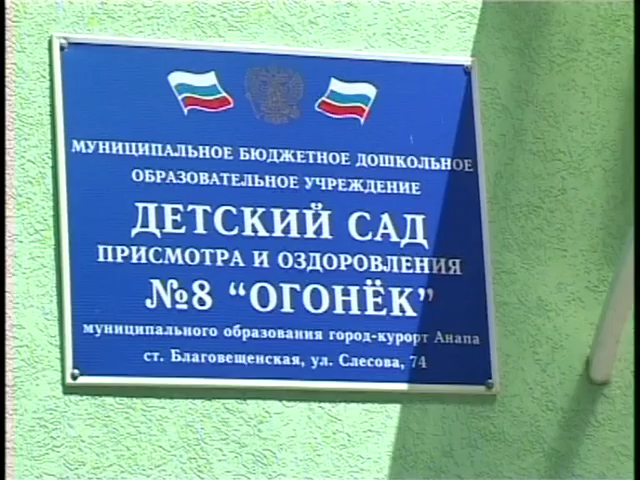 МУНИЦИПАЛЬНОЕ БЮДЖЕТНОЕ ДОШКОЛЬНОЕ
ОБРАЗОВАТЕЛЬНОЕ УЧРЕЖДЕНИЕ
ДЕТСКИЙ САД
ПРИСМОТРА И ОЗДОРОВЛЕНИЯ
№8 “ОГОНЁК”
муниципального образования город-курорт Анапа
ст. Благовещенская, ул. Слесова, 74